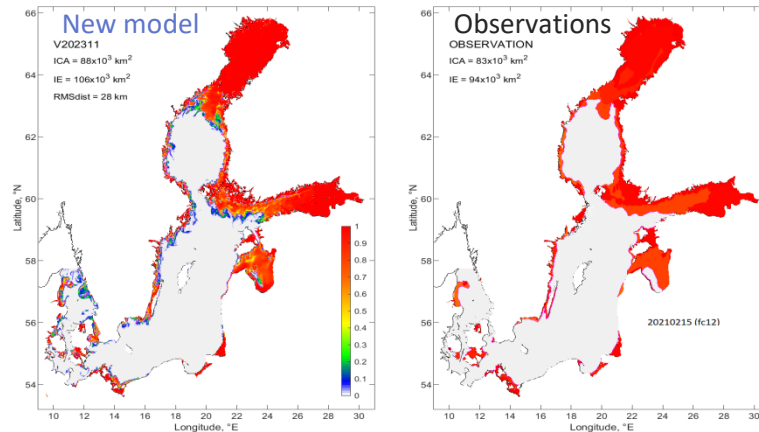 New model
V202311
ICA = 88x10³ km²
IE = 106x10³ km²
RMSdist = 28 km
66
64
62
60
58
56
54
Latitude, °N
10 12 14 16 18 20 22 24 26 28 30
Longitude, °E
1
0.9
0.8
0.7
0.6
0.5
0.4
0.3
0.2
0.1
0
Observations
OBSERVATION
ICA = 83x10³ km²
IE = 94x10³ km²
20210215 (fc12)
66
64
62
60
58
56
54
Latitude, °N
10 12 14 16 18 20 22 24 26 28 30
Longitude, °E